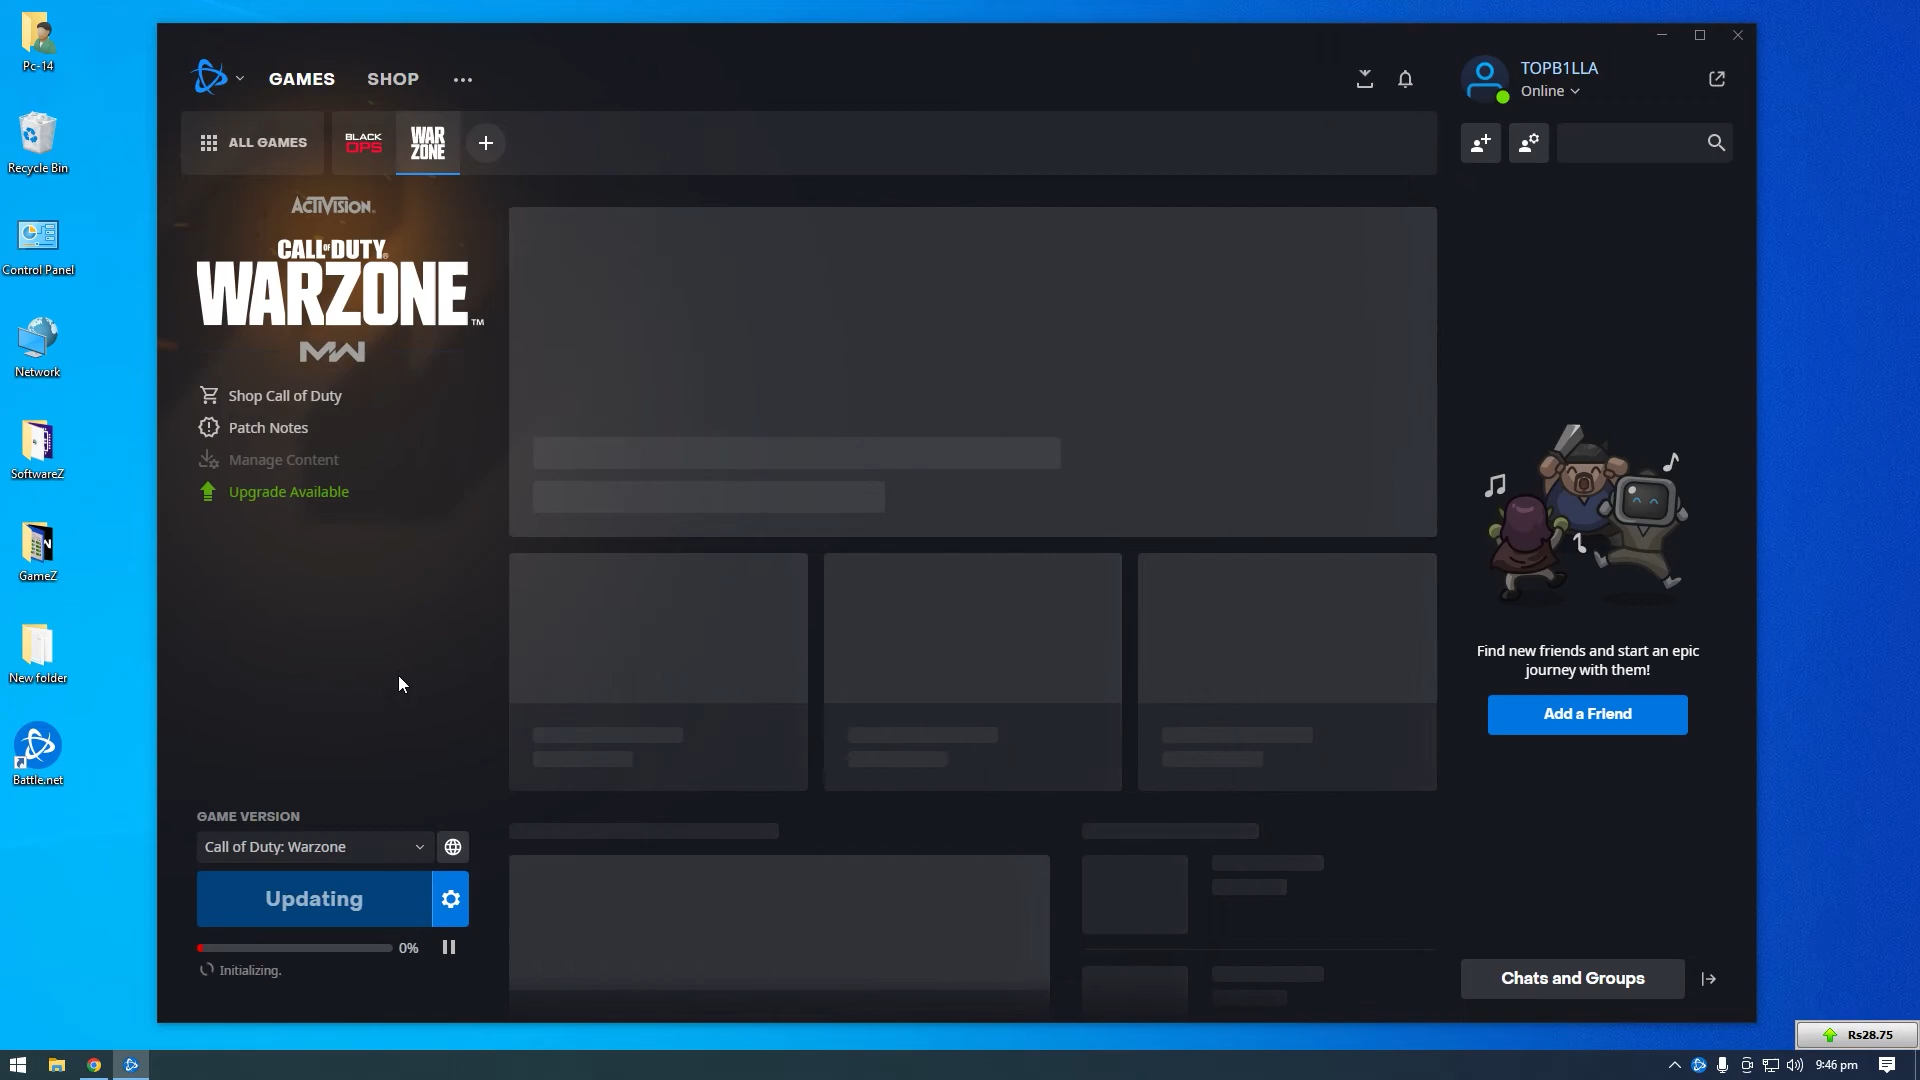 Pc-14
Recycle Bin
Control Panel
Network
SoftwareZ
GameZ
New folder
Battle.net
GAMES
SHOP
TOPB1LLA
Online
ALL GAMES
BLACK
OPS
WAR
ZONE
ACTIVISION
CALL OF DUTY
WARZONE™
MW
Shop Call of Duty
Patch Notes
Manage Content
Upgrade Available
GAME VERSION
Call of Duty: Warzone
Updating
0%
Initializing.
Find new friends and start an epic
journey with them!
Add a Friend
Chats and Groups
Rs28.75
9:46 pm